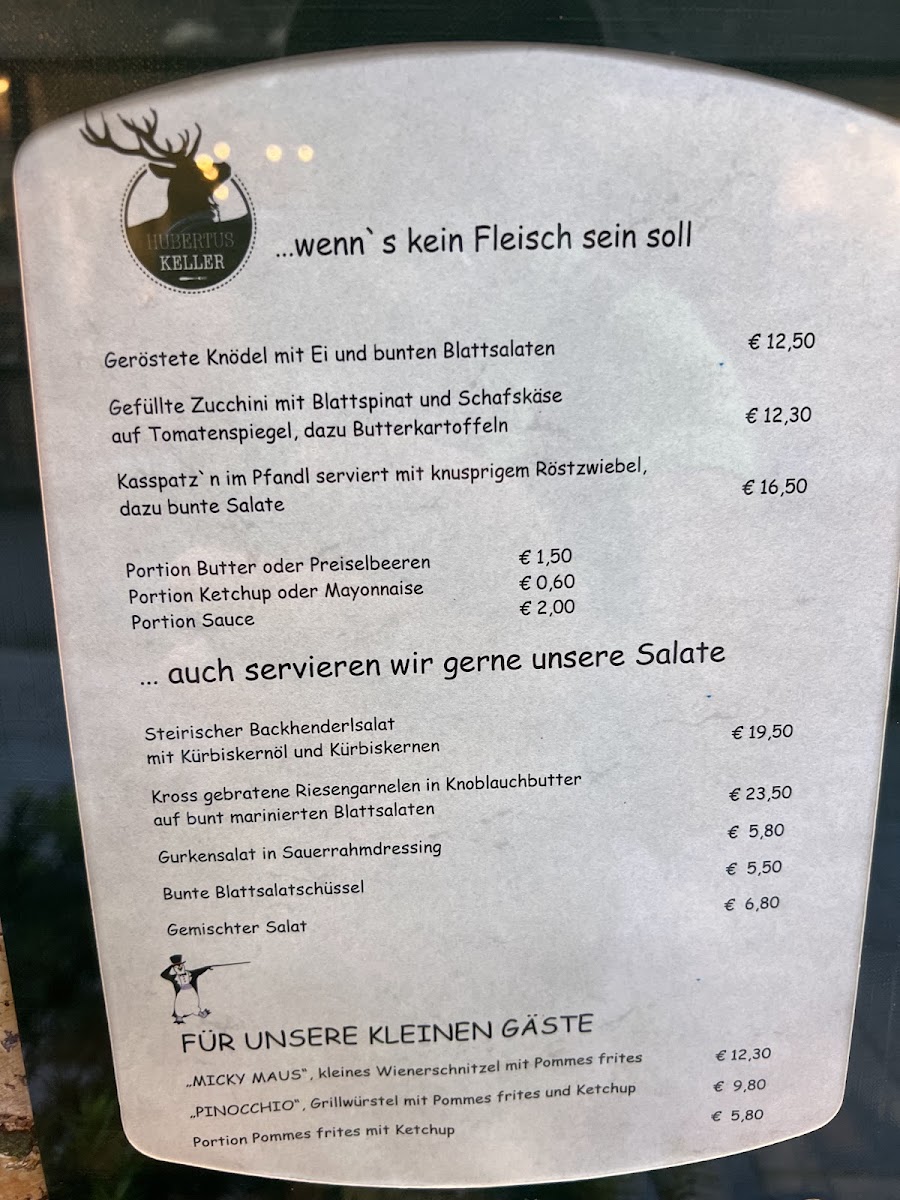 HUBERTUS
KELLER
...wenn`s kein Fleisch sein soll
Geröstete Knödel mit Ei und bunten Blattsalaten € 12,50
Gefüllte Zucchini mit Blattspinat und Schafskäse
auf Tomatenspiegel, dazu Butterkartoffeln € 12,30
Kasspatz`n im Pfandl serviert mit knusprigem Röstzwiebel,
dazu bunte Salate € 16,50
Portion Butter oder Preiselbeeren € 1,50
Portion Ketchup oder Mayonnaise € 0,60
Portion Sauce € 2,00
... auch servieren wir gerne unsere Salate
Steirischer Backhenderlsalat
mit Kürbiskernöl und Kürbiskernen € 19,50
Kross gebratene Riesengarnelen in Knoblauchbutter
auf bunt marinierten Blattsalaten € 23,50
Gurkensalat in Sauerrahmdressing € 5,80
Bunte Blattsalatschüssel € 5,50
Gemischter Salat € 6,80
FÜR UNSERE KLEINEN GÄSTE
„MICKY MAUS“, kleines Wienerschnitzel mit Pommes frites € 12,30
„PINOCCHIO“, Grillwürstel mit Pommes frites und Ketchup € 9,80
Portion Pommes frites mit Ketchup € 5,80